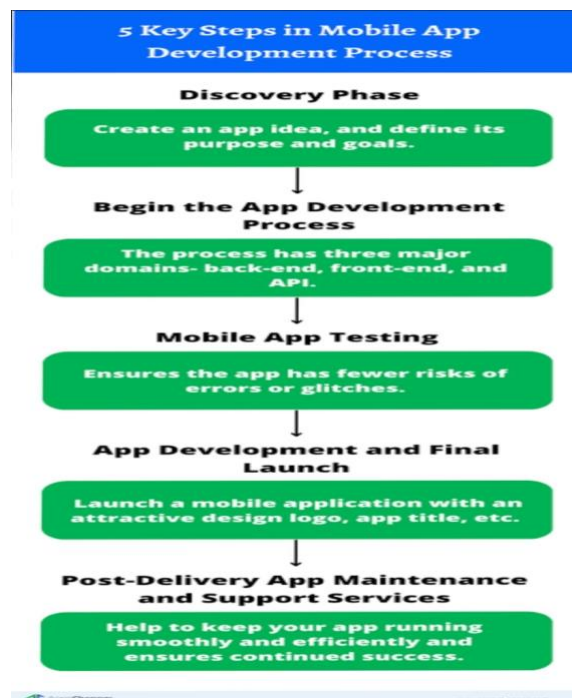 5 Key Steps in Mobile App
Development Process
Discovery Phase
Create an app idea, and define its
purpose and goals.
Begin the App Development
Process
The process has three major
domains- back-end, front-end, and
API.
Mobile App Testing
Ensures the app has fewer risks of
errors or glitches.
App Development and Final
Launch
Launch a mobile application with an
attractive design logo, app title, etc.
Post-Delivery App Maintenance
and Support Services
Help to keep your app running
smoothly and efficiently and
ensures continued success.